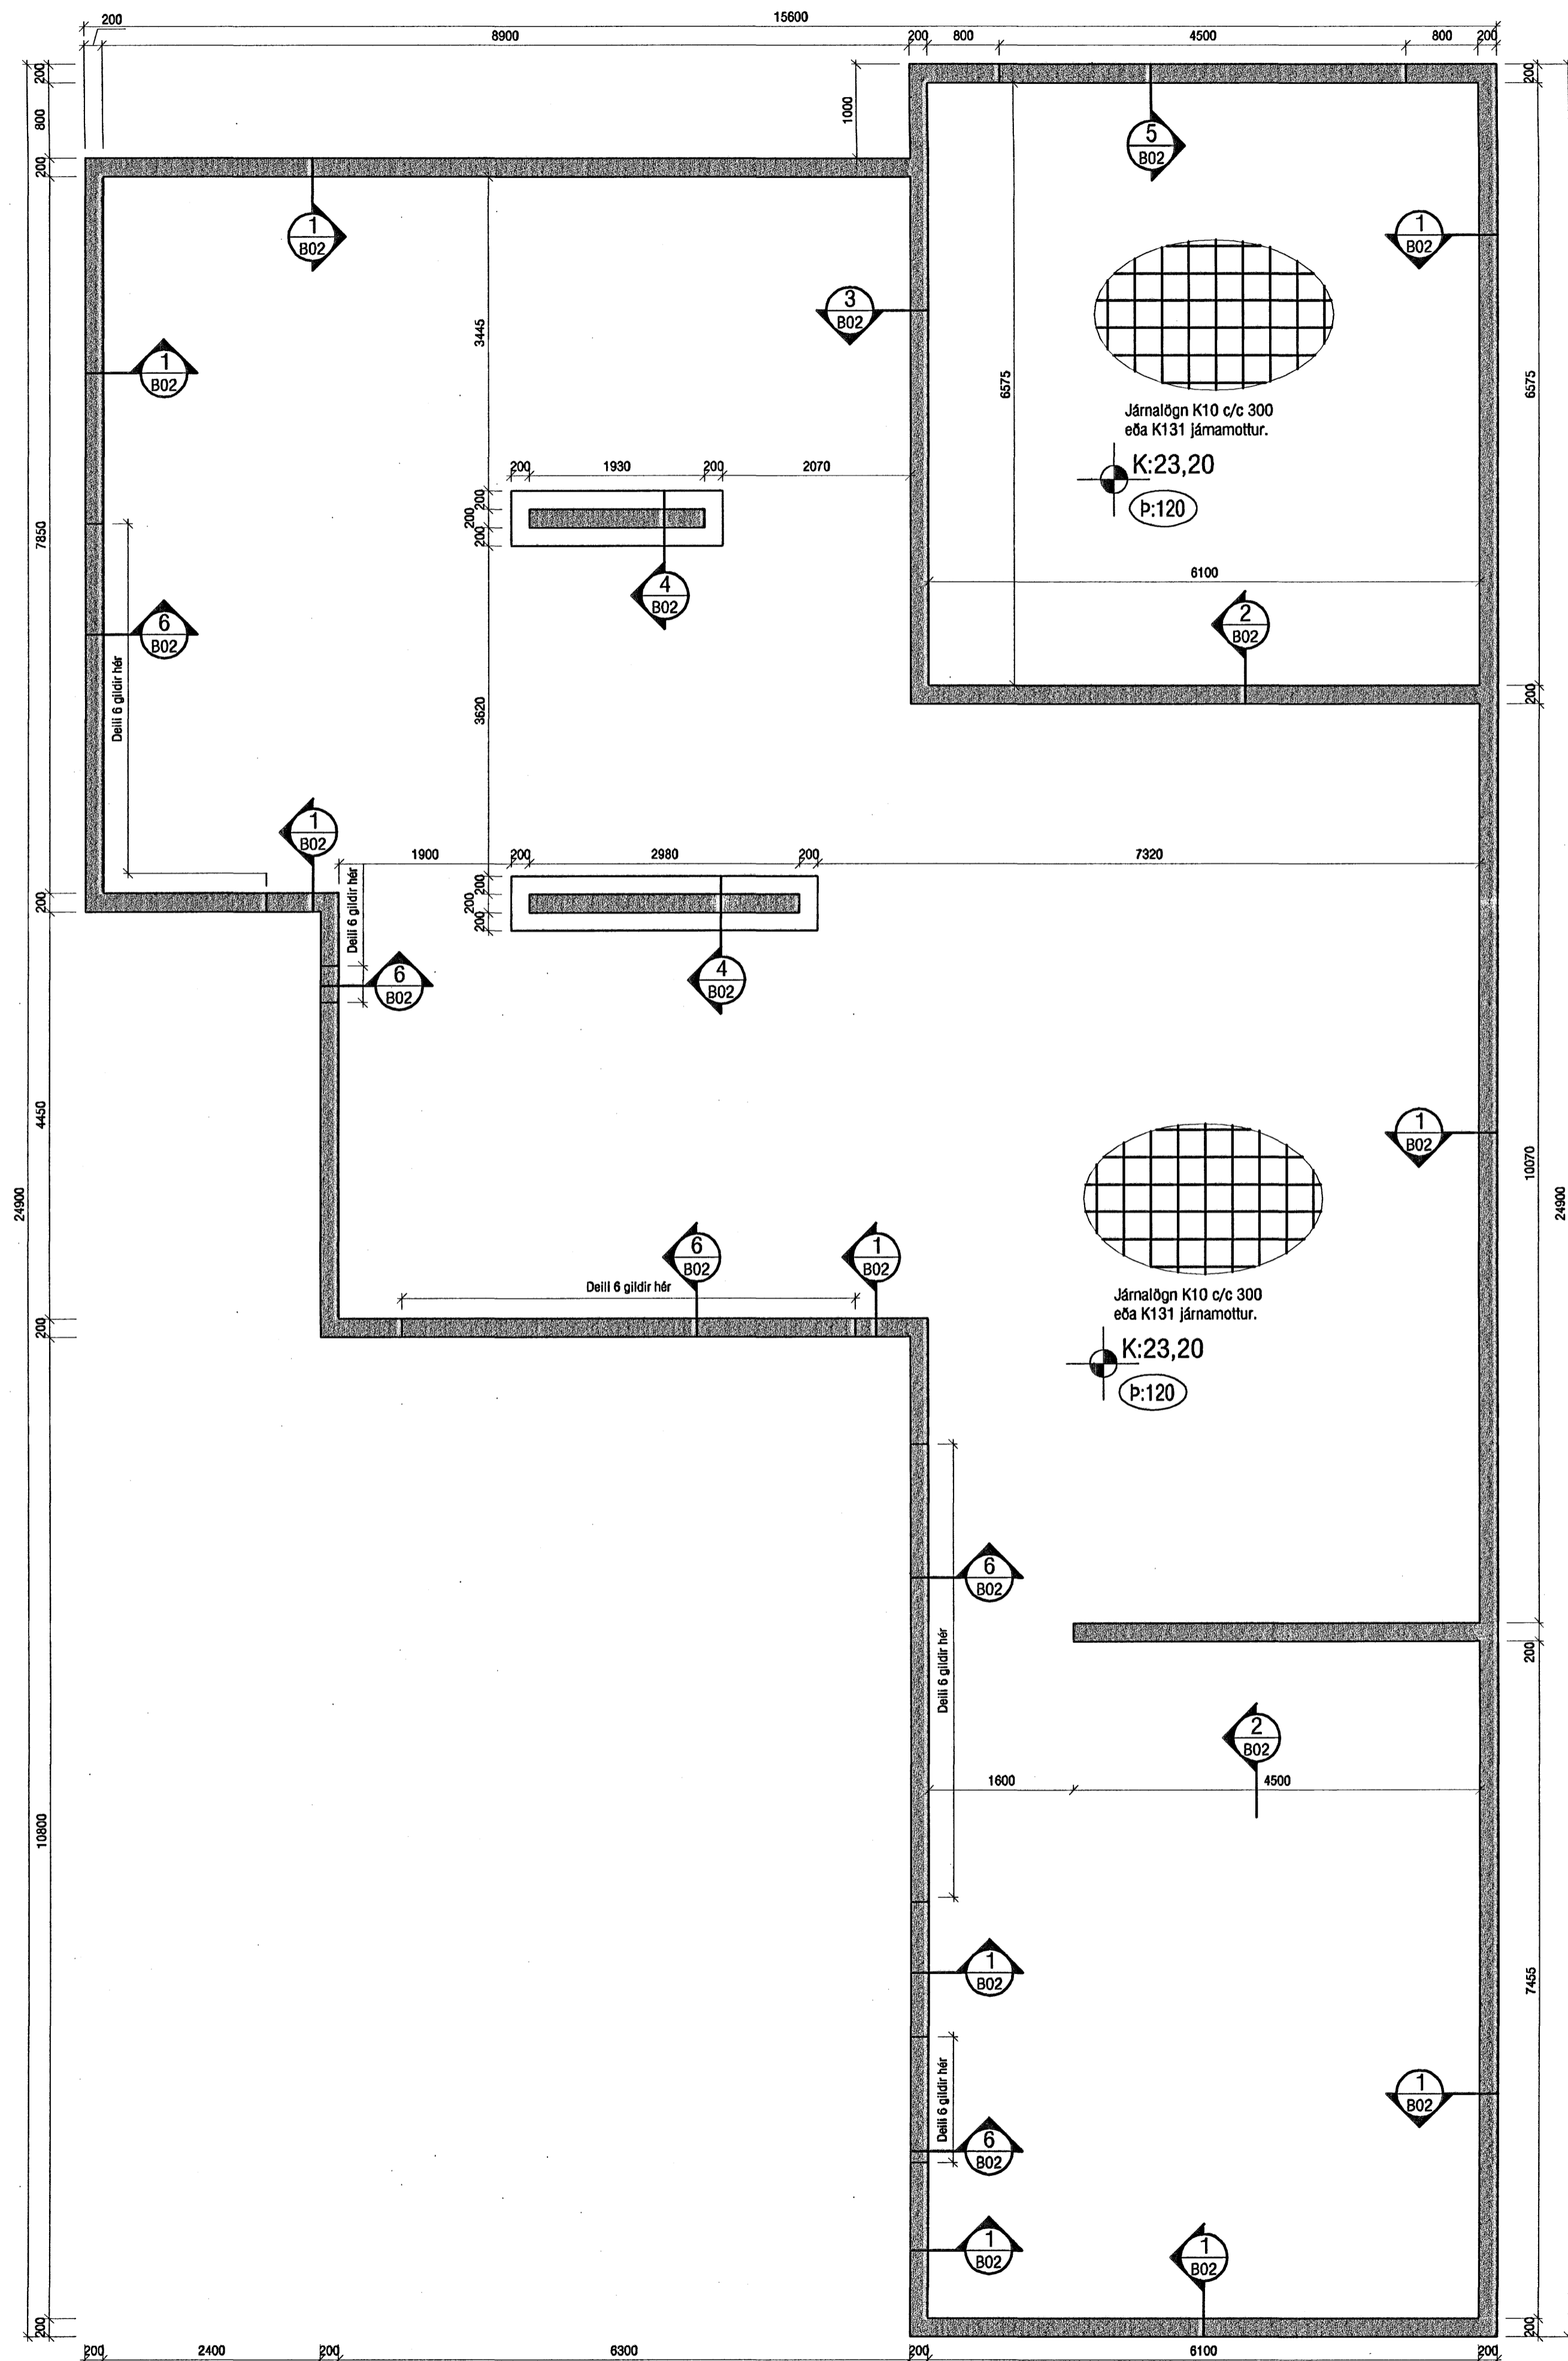 15600
200
8900
200
800
4500
800
200
200
800
200
1000
200
5
B02
1
B02
1
B02
3
B02
3445
1
B02
6575
6575
Járnalögn K10 c/c 300
eða K131 járnamottur.
K:23,20
Þ:120
200
1930
200
2070
200
200
200
7850
4
B02
6100
2
B02
6
B02
Deili 6 gildir hér
3620
200
1
B02
1900
200
2980
200
7320
200
200
200
200
Deili 6 gildir hér
6
B02
4
B02
4450
24900
1
B02
10070
24900
6
B02
1
B02
Deili 6 gildir hér
Járnalögn K10 c/c 300
eða K131 járnamottur.
K:23,20
Þ:120
200
6
B02
Deili 6 gildir hér
200
2
B02
1600
4500
10800
1
B02
7455
Deili 6 gildir hér
1
B02
6
B02
1
B02
1
B02
200
200
200
2400
200
6300
200
6100
200